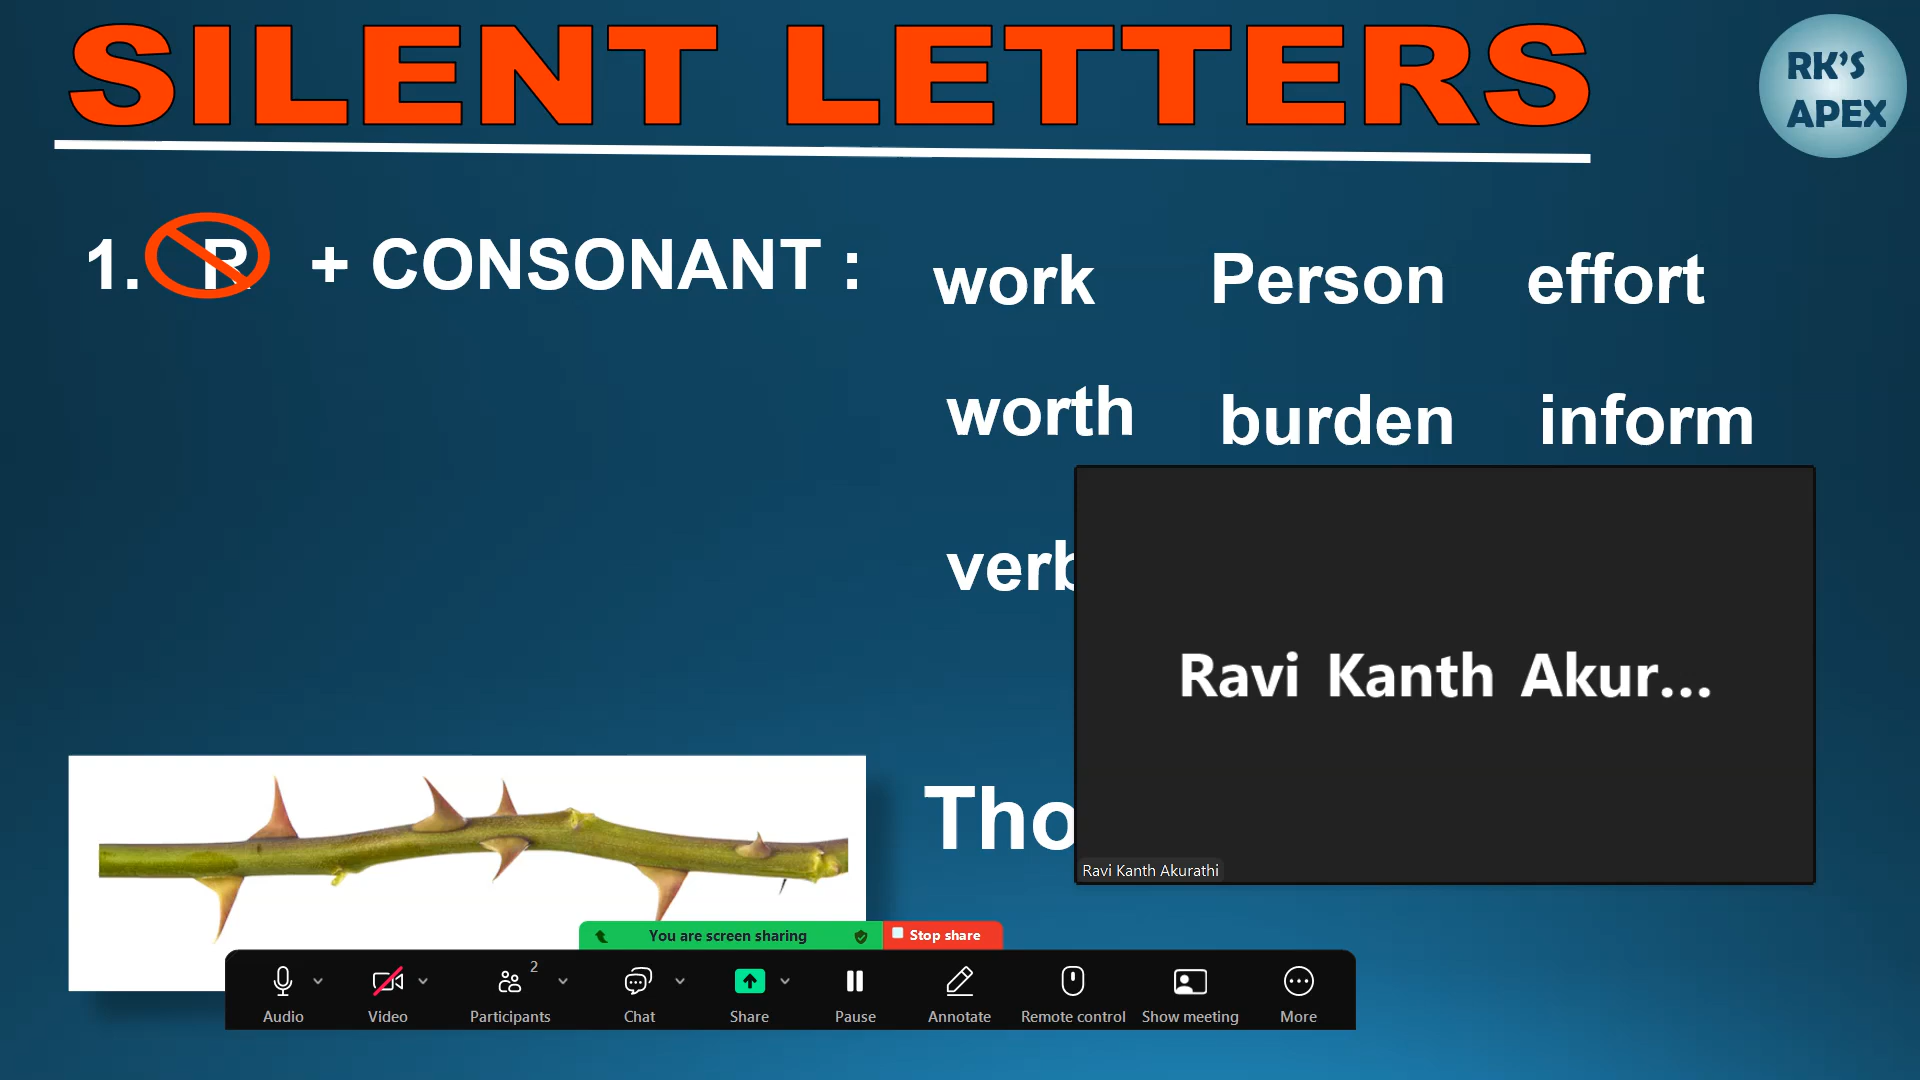 SILENT LETTERS
RK'S
APEX
1. R + CONSONANT : work Person effort
worth burden inform
Ravi Kanth Akur...
Ravi Kanth Akurathi
You are screen sharing Stop share
2
Audio Video Participants Chat Share Pause Annotate Remote control Show meeting More